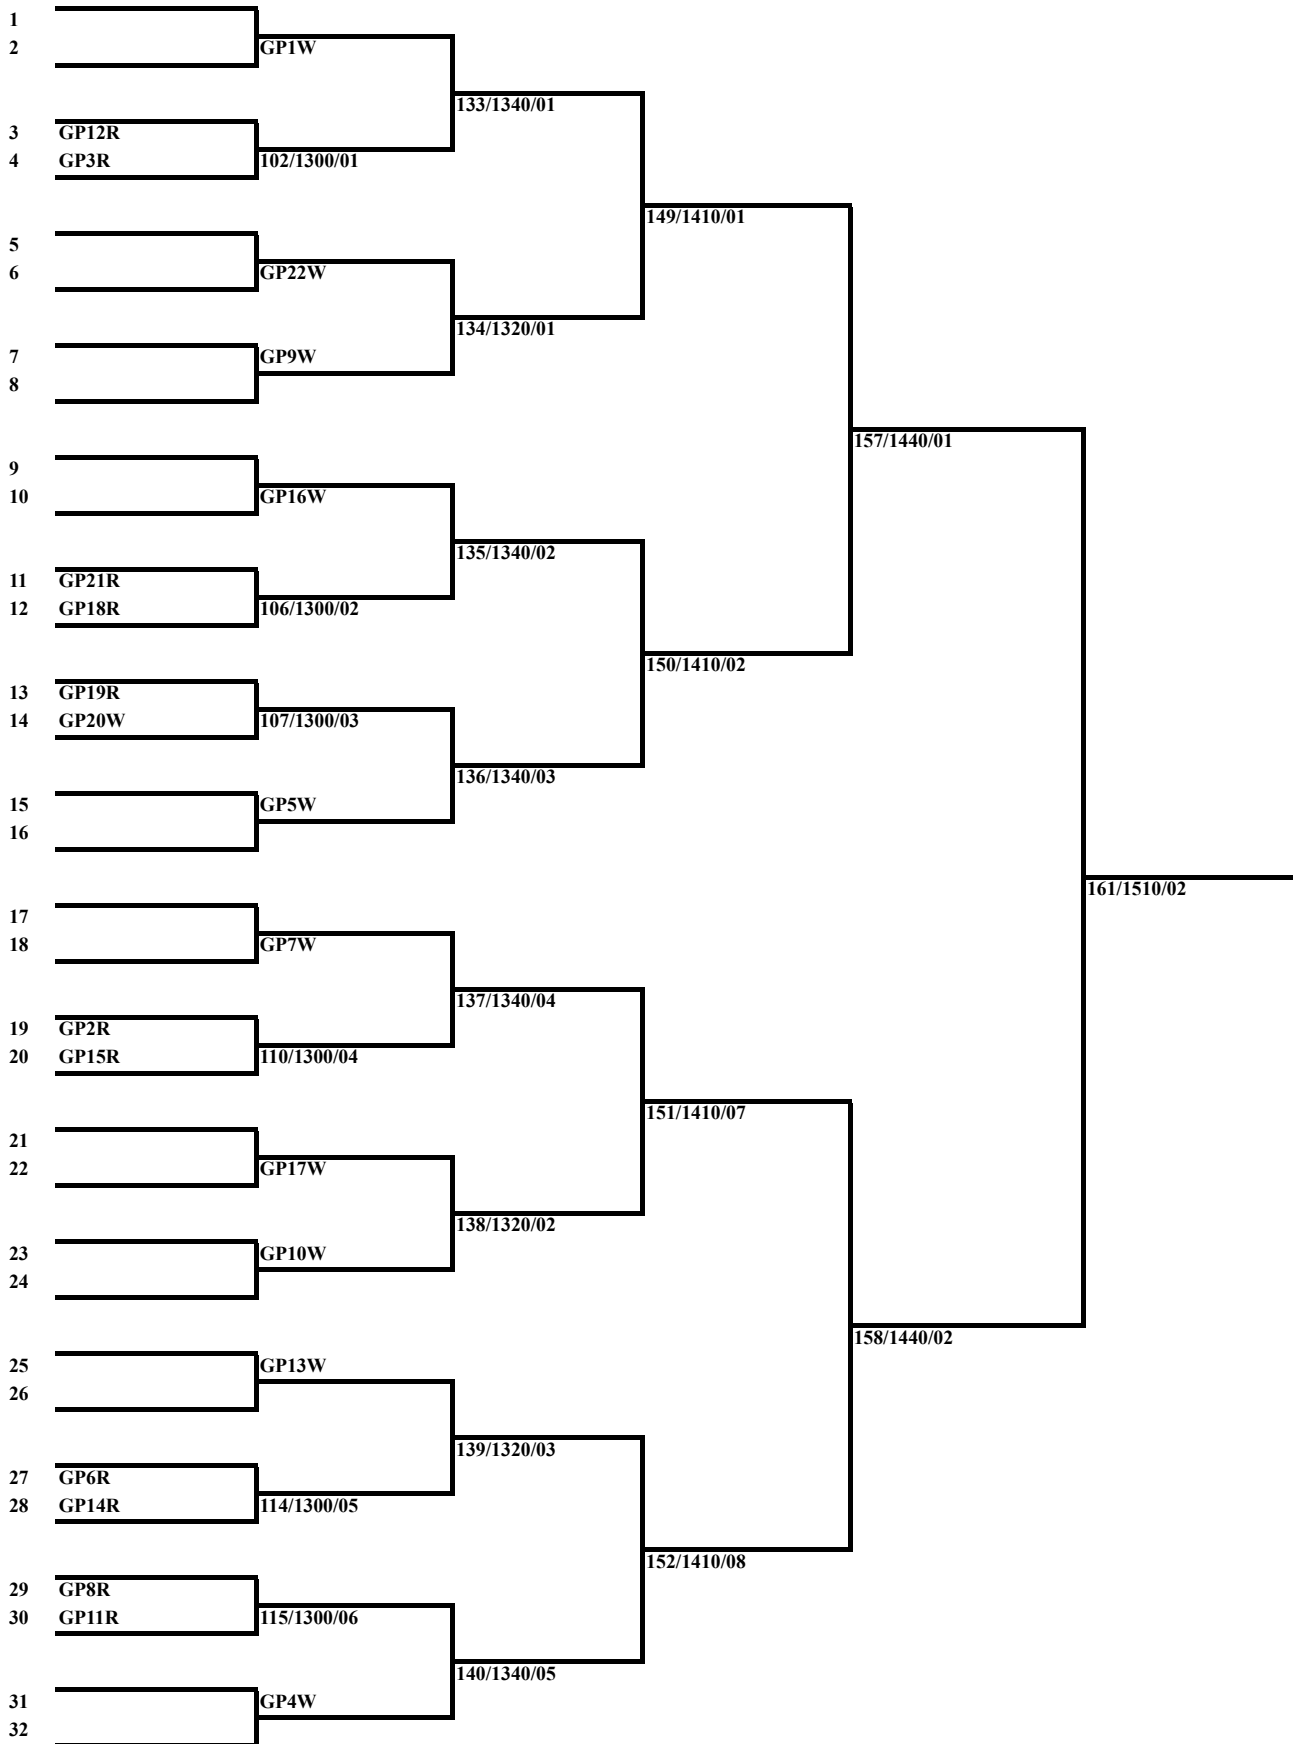 1
2 GP1W
133/1340/01
3 GP12R
4 GP3R 102/1300/01
149/1410/01
5
6 GP22W
134/1320/01
7 GP9W
8
157/1440/01
9
10 GP16W
135/1340/02
11 GP21R
12 GP18R 106/1300/02
150/1410/02
13 GP19R
14 GP20W 107/1300/03
136/1340/03
15 GP5W
16
161/1510/02
17
18 GP7W
137/1340/04
19 GP2R
20 GP15R 110/1300/04
151/1410/07
21
22 GP17W
138/1320/02
23 GP10W
24
158/1440/02
25 GP13W
26
139/1320/03
27 GP6R
28 GP14R 114/1300/05
152/1410/08
29 GP8R
30 GP11R 115/1300/06
140/1340/05
31 GP4W
32